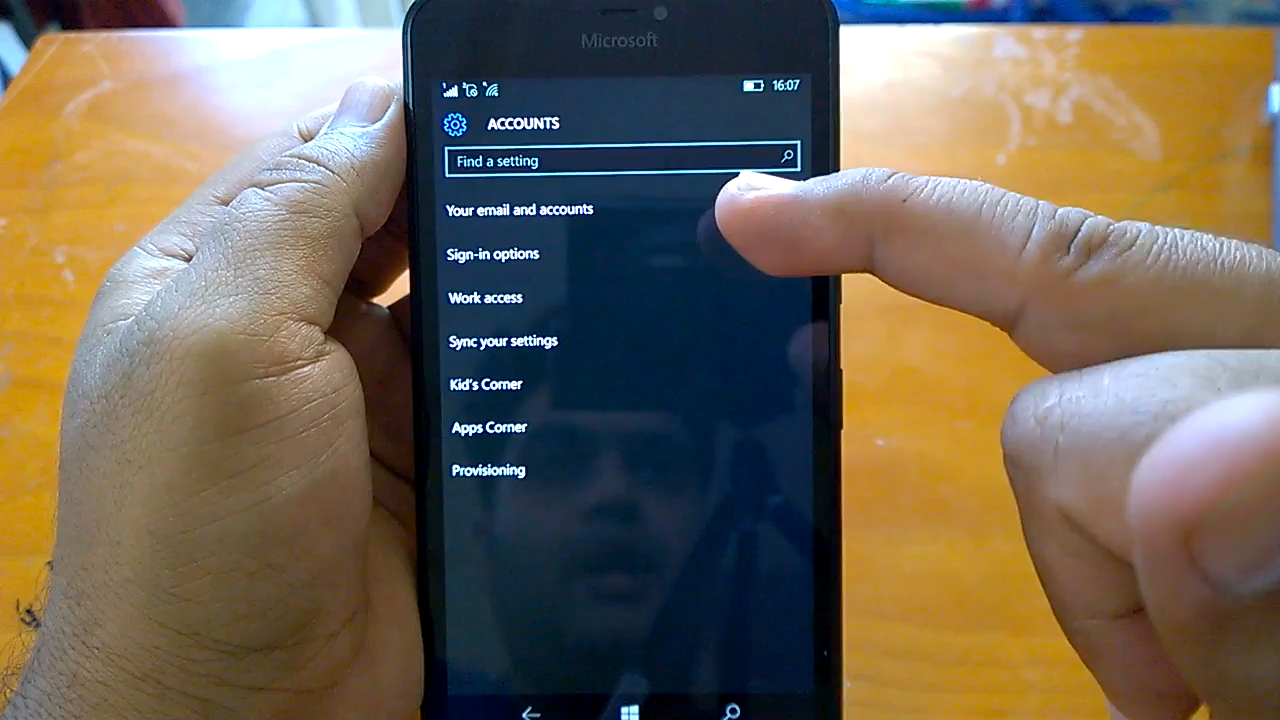 Microsoft
16:07
ACCOUNTS
Find a setting
Your email and accounts
Sign-in options
Work access
Sync your settings
Kid's Corner
Apps Corner
Provisioning